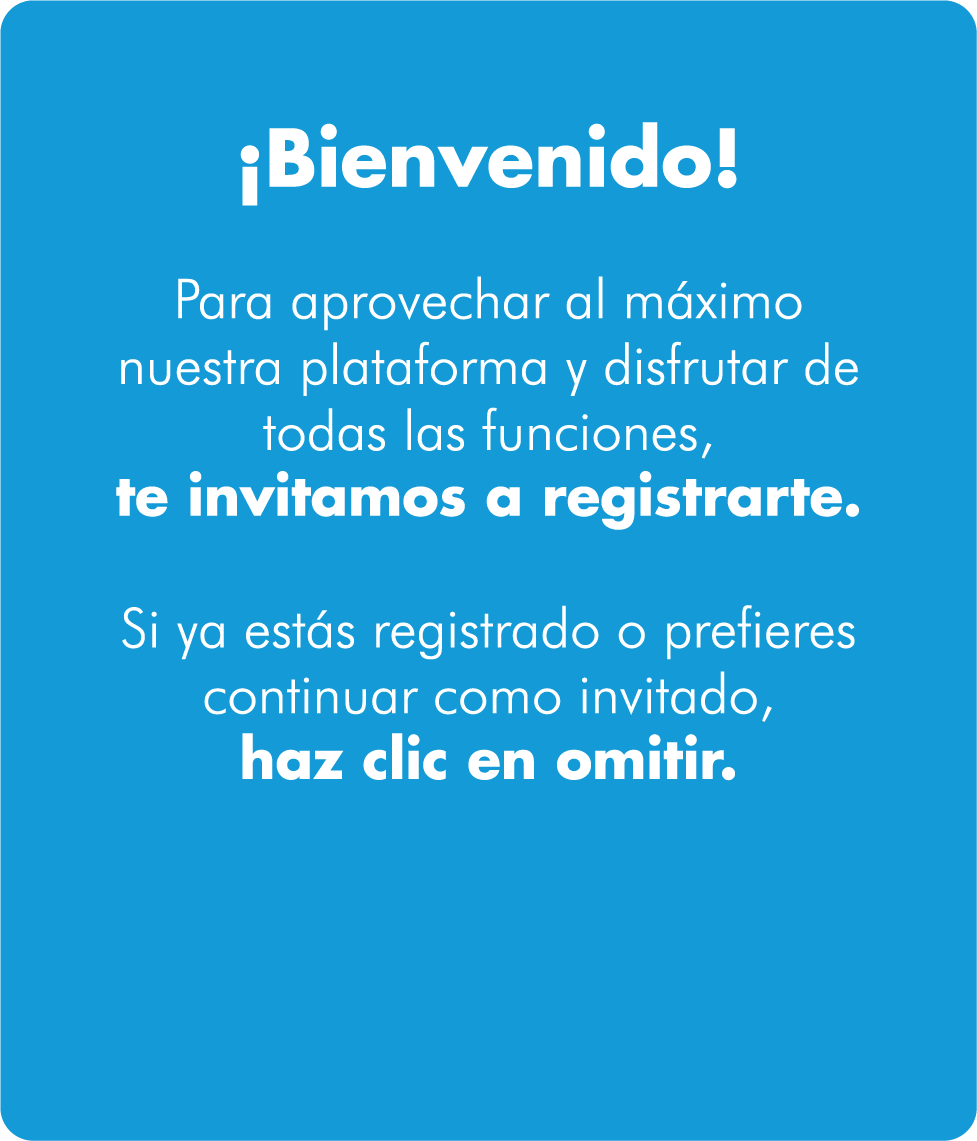 ¡Bienvenido!
Para aprovechar al máximo
nuestra plataforma y disfrutar de
todas las funciones,
te invitamos a registrarte.
Si ya estás registrado o prefieres
continuar como invitado,
haz clic en omitir.